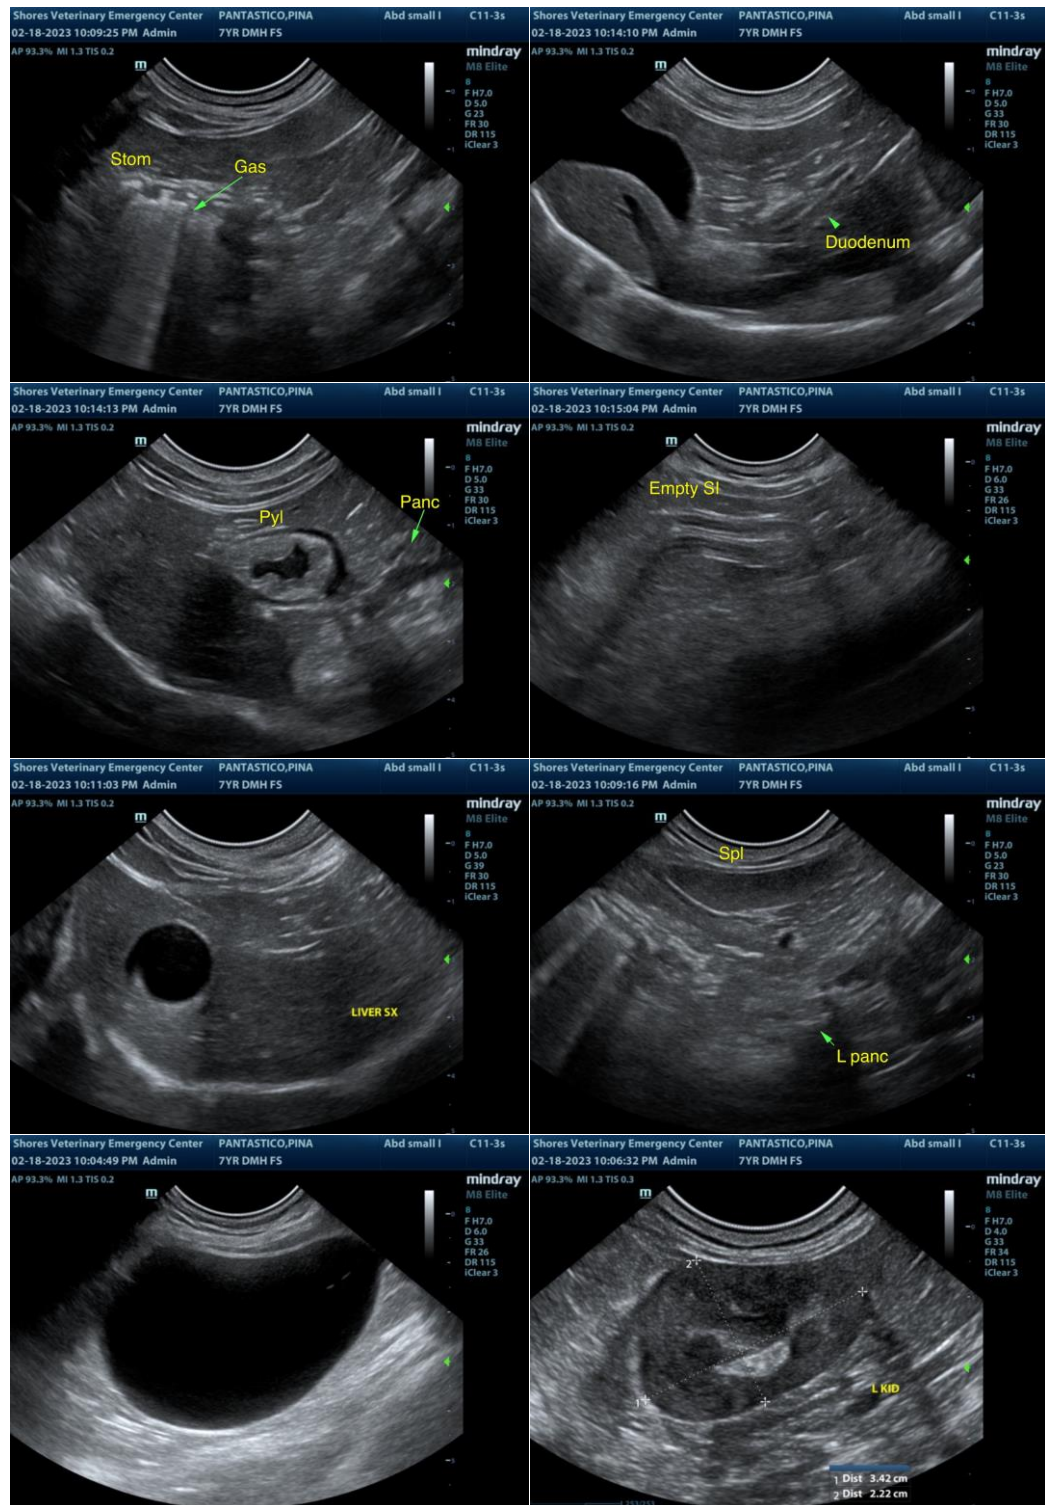 Shores Veterinary Emergency Center PANTASTICO,PINA Abd small I C11-3s
02-18-2023 10:09:25 PM Admin 7YR DMH FS
AP 93.3% MI 1.3 TIS 0.2
mindray
M8 Elite
m
8
F H7.0
D 5.0
G 23
FR 30
DR 115
iClear 3
Stom
Gas
Shores Veterinary Emergency Center PANTASTICO,PINA Abd small I C11-3s
02-18-2023 10:14:10 PM Admin 7YR DMH FS
AP 93.3% MI 1.3 TIS 0.2
mindray
M8 Elite
m
8
F H7.0
D 5.0
G 33
FR 30
DR 115
iClear 3
Duodenum
Shores Veterinary Emergency Center PANTASTICO,PINA Abd small I C11-3s
02-18-2023 10:14:13 PM Admin 7YR DMH FS
AP 93.3% MI 1.3 TIS 0.2
mindray
M8 Elite
m
8
F H7.0
D 5.0
G 33
FR 30
DR 115
iClear 3
Panc
Pyl
Shores Veterinary Emergency Center PANTASTICO,PINA Abd small I C11-3s
02-18-2023 10:15:04 PM Admin 7YR DMH FS
AP 93.3% MI 1.3 TIS 0.2
mindray
M8 Elite
m
8
F H7.0
D 6.0
G 33
FR 26
DR 115
iClear 3
Empty SI
Shores Veterinary Emergency Center PANTASTICO,PINA Abd small I C11-3s
02-18-2023 10:11:03 PM Admin 7YR DMH FS
AP 93.3% MI 1.3 TIS 0.2
mindray
M8 Elite
m
8
F H7.0
D 5.0
G 39
FR 30
DR 115
iClear 3
LIVER SX
Shores Veterinary Emergency Center PANTASTICO,PINA Abd small I C11-3s
02-18-2023 10:09:16 PM Admin 7YR DMH FS
AP 93.3% MI 1.3 TIS 0.2
mindray
M8 Elite
m
8
F H7.0
D 5.0
G 23
FR 30
DR 115
iClear 3
Spl
L panc
Shores Veterinary Emergency Center PANTASTICO,PINA Abd small I C11-3s
02-18-2023 10:04:49 PM Admin 7YR DMH FS
AP 93.3% MI 1.3 TIS 0.2
mindray
M8 Elite
m
8
F H7.0
D 6.0
G 33
FR 26
DR 115
iClear 3
Shores Veterinary Emergency Center PANTASTICO,PINA Abd small I C11-3s
02-18-2023 10:06:32 PM Admin 7YR DMH FS
AP 93.3% MI 1.3 TIS 0.3
mindray
M8 Elite
m
8
F H7.0
D 4.0
G 33
FR 34
DR 115
iClear 3
2
1
L KID
1 Dist 3.42 cm
2 Dist 2.22 cm